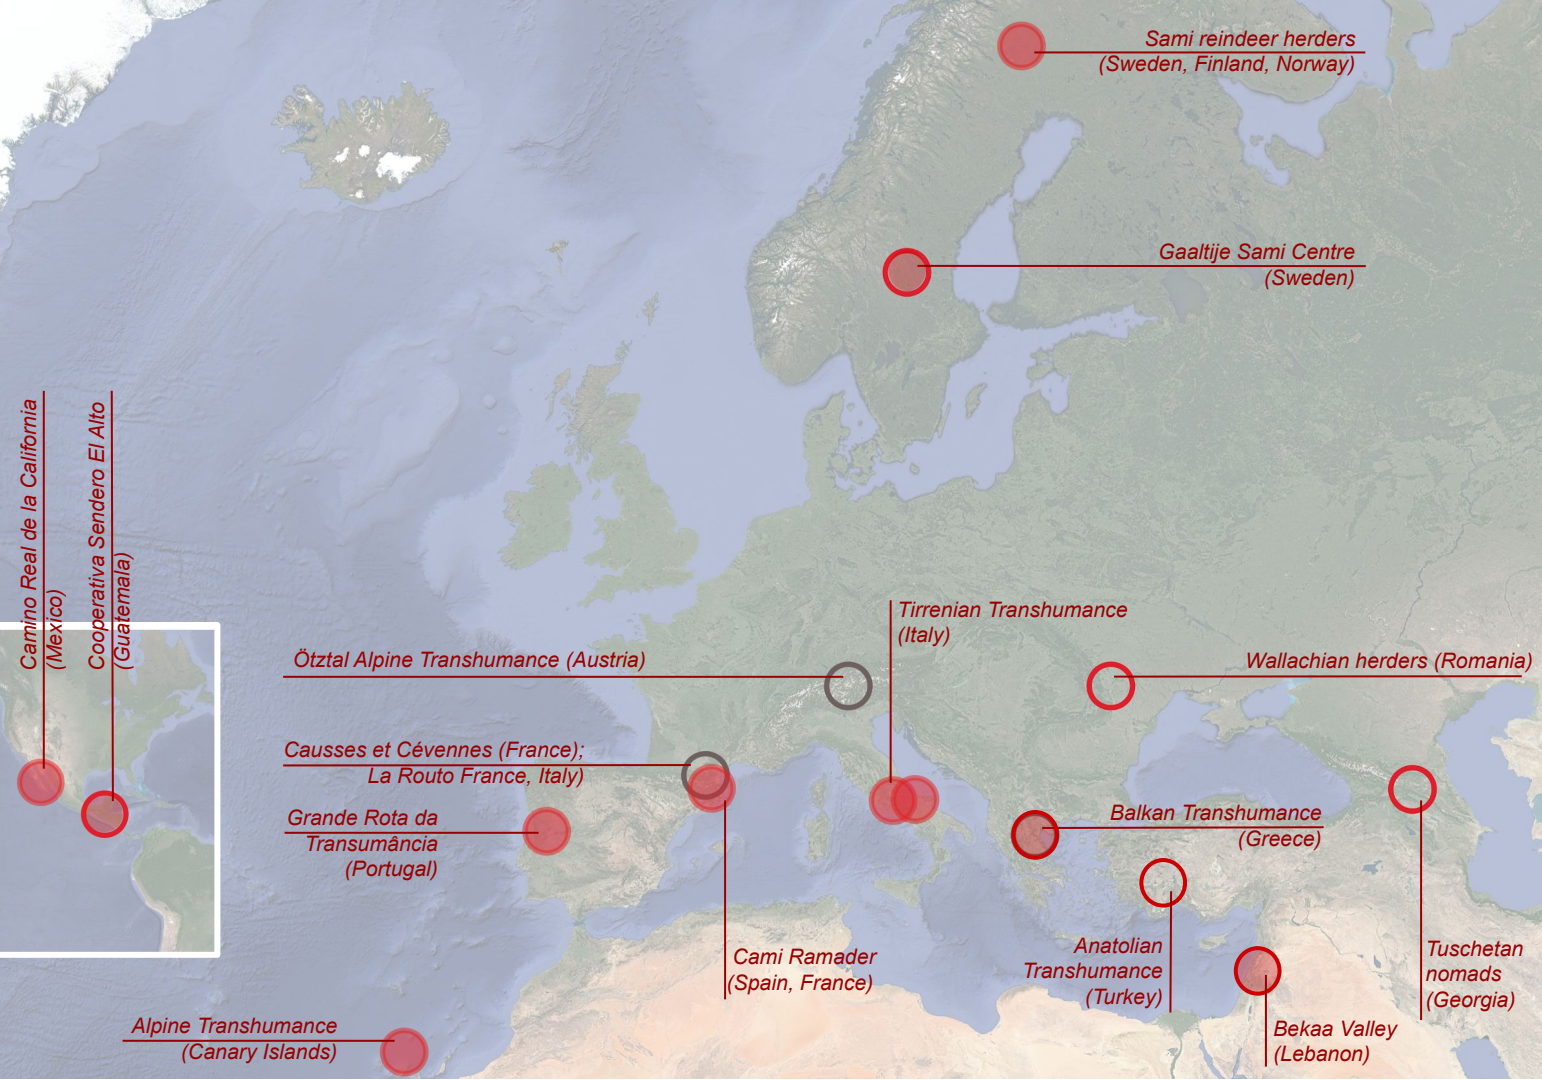 Sami reindeer herders
(Sweden, Finland, Norway)
Gaaltije Sami Centre
(Sweden)
Camino Real de la California
(Mexico)
Cooperativa Sendero El Alto
(Guatemala)
Tirrenian Transhumance
(Italy)
Ötztal Alpine Transhumance (Austria)
Wallachian herders (Romania)
Causses et Cévennes (France);
La Routo France, Italy)
Grande Rota da
Transumância
(Portugal)
Balkan Transhumance
(Greece)
Cami Ramader
(Spain, France)
Anatolian
Transhumance
(Turkey)
Tuschetan
nomads
(Georgia)
Alpine Transhumance
(Canary Islands)
Bekaa Valley
(Lebanon)